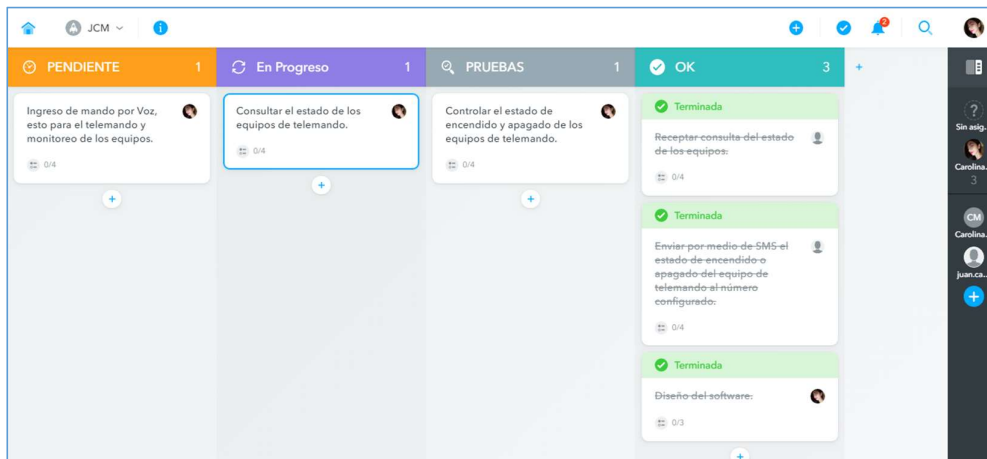 JCM
2
PENDIENTE 1
En Progreso 1
PRUEBAS 1
OK 3
Ingreso de mando por Voz,
esto para el telemando y
monitoreo de los equipos.
0/4
Consultar el estado de los
equipos de telemando.
0/4
Controlar el estado de
encendido y apagado de los
equipos de telemando.
0/4
Terminada
Receptar consulta del estado
de los equipos.
0/4
Terminada
Enviar por medio de SMS el
estado de encendido o
apagado del equipo de
telemando al número
configurado.
0/4
Terminada
Diseño del software.
0/3
Sin asig.
Carolina.
3
CM
Carolina.
juan.ca..